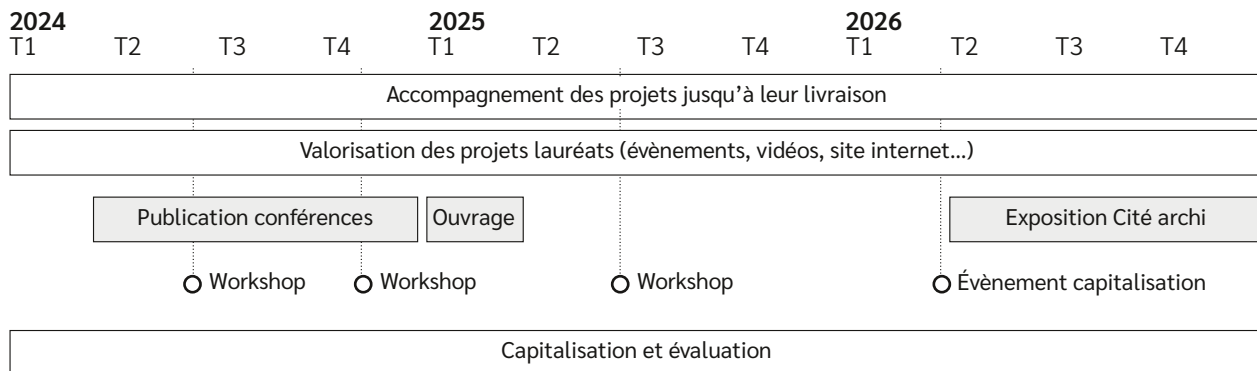 2024 2025 2026
T1 T2 T3 T4 T1 T2 T3 T4 T1 T2 T3 T4
Accompagnement des projets jusqu’à leur livraison
Valorisation des projets lauréats (évènements, vidéos, site internet…)
Publication conférences Ouvrage Exposition Cité archi
Workshop Workshop Workshop Évènement capitalisation
Capitalisation et évaluation